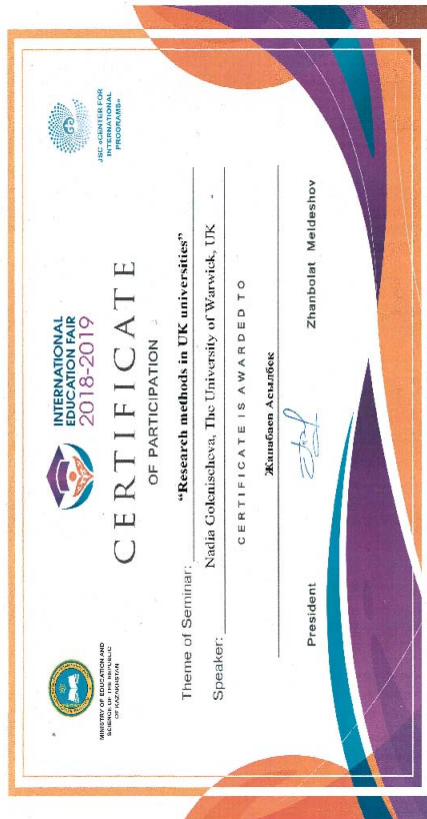 MINISTRY OF EDUCATION AND
SCIENCE OF THE REPUBLIC
OF KAZAKHSTAN
INTERNATIONAL
EDUCATION FAIR
2018-2019
JSC «CENTER FOR
INTERNATIONAL
PROGRAMS»
CERTIFICATE
OF PARTICIPATION
Theme of Seminar: “Research methods in UK universities”
Speaker: Nadia Golenischeva, The University of Warwick, UK
CERTIFICATE IS AWARDED TO
Жанабаев Асылбек
President Zhanbolat Meldeshov